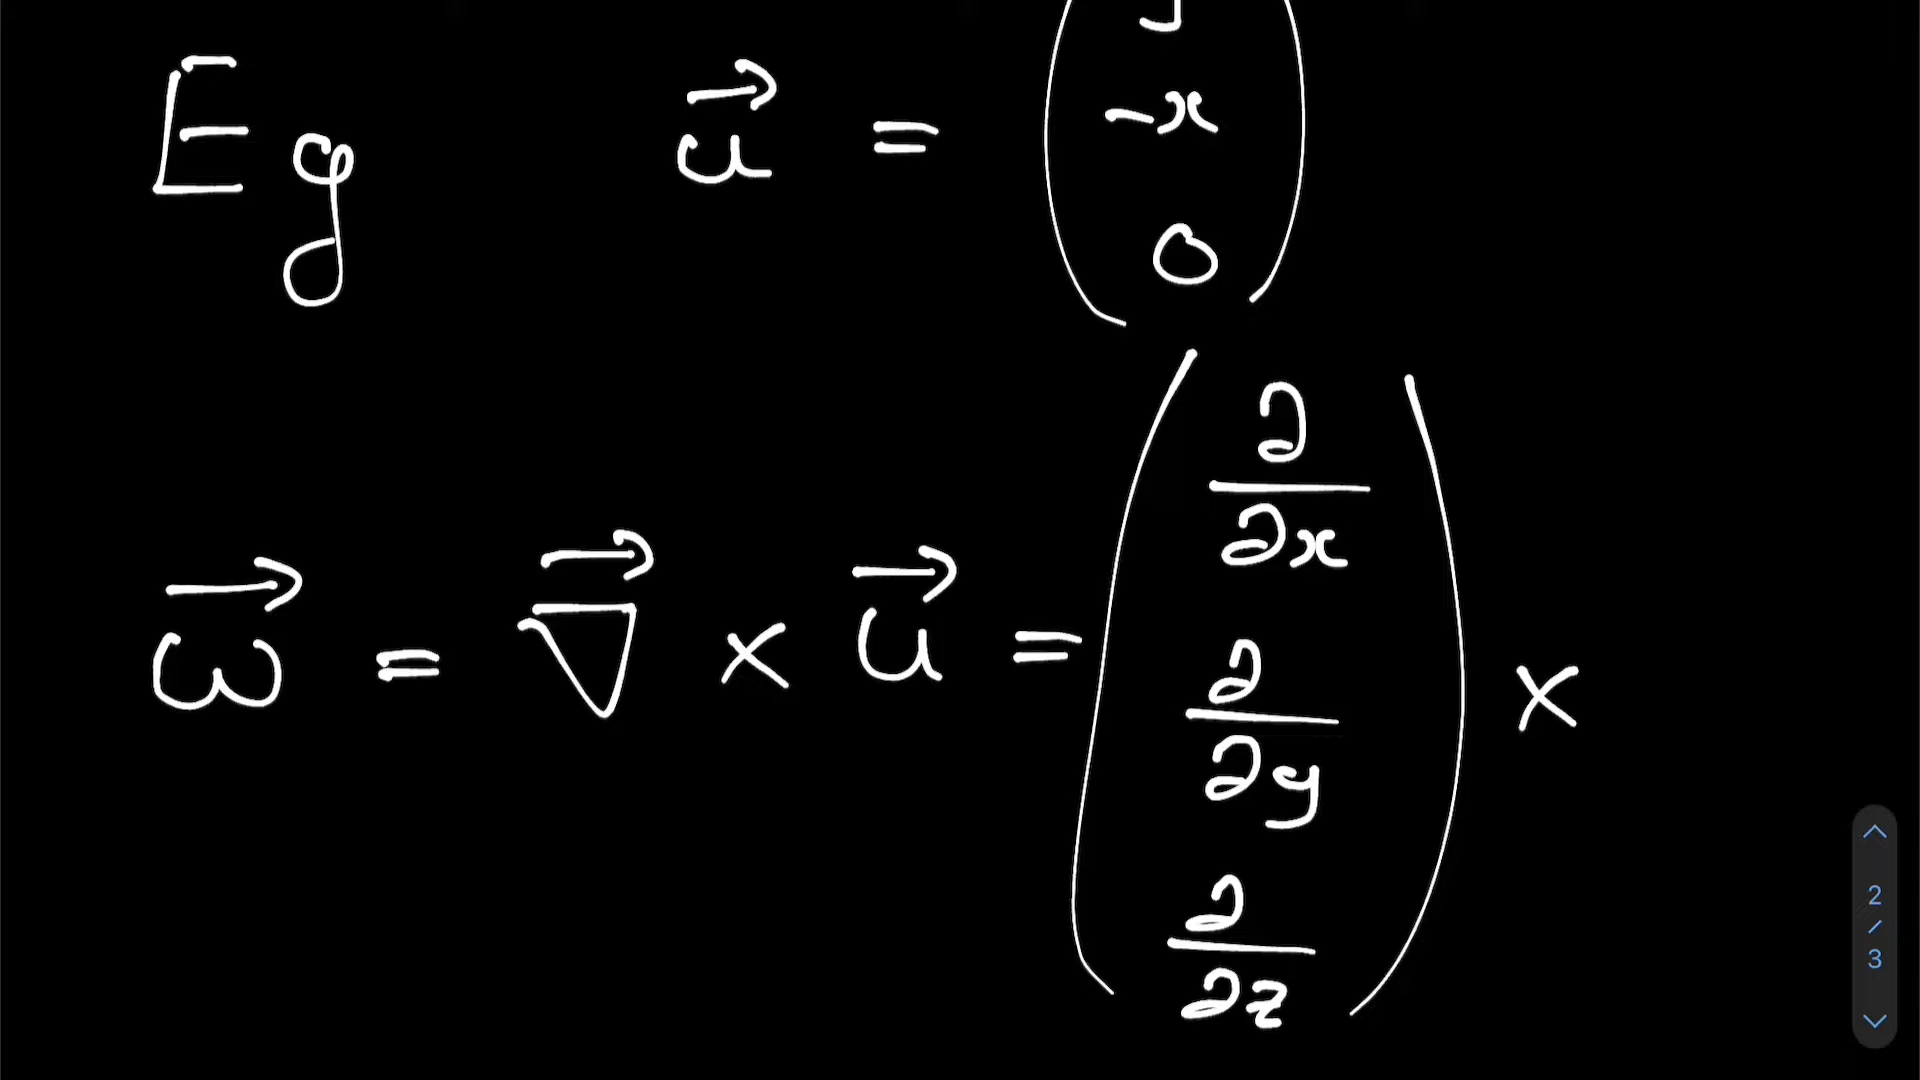 Eg u⃗ = ( -x 0 )
ω⃗ = ∇⃗ × u⃗ = ( ∂/∂x ∂/∂y ∂/∂z ) ×
2 / 3